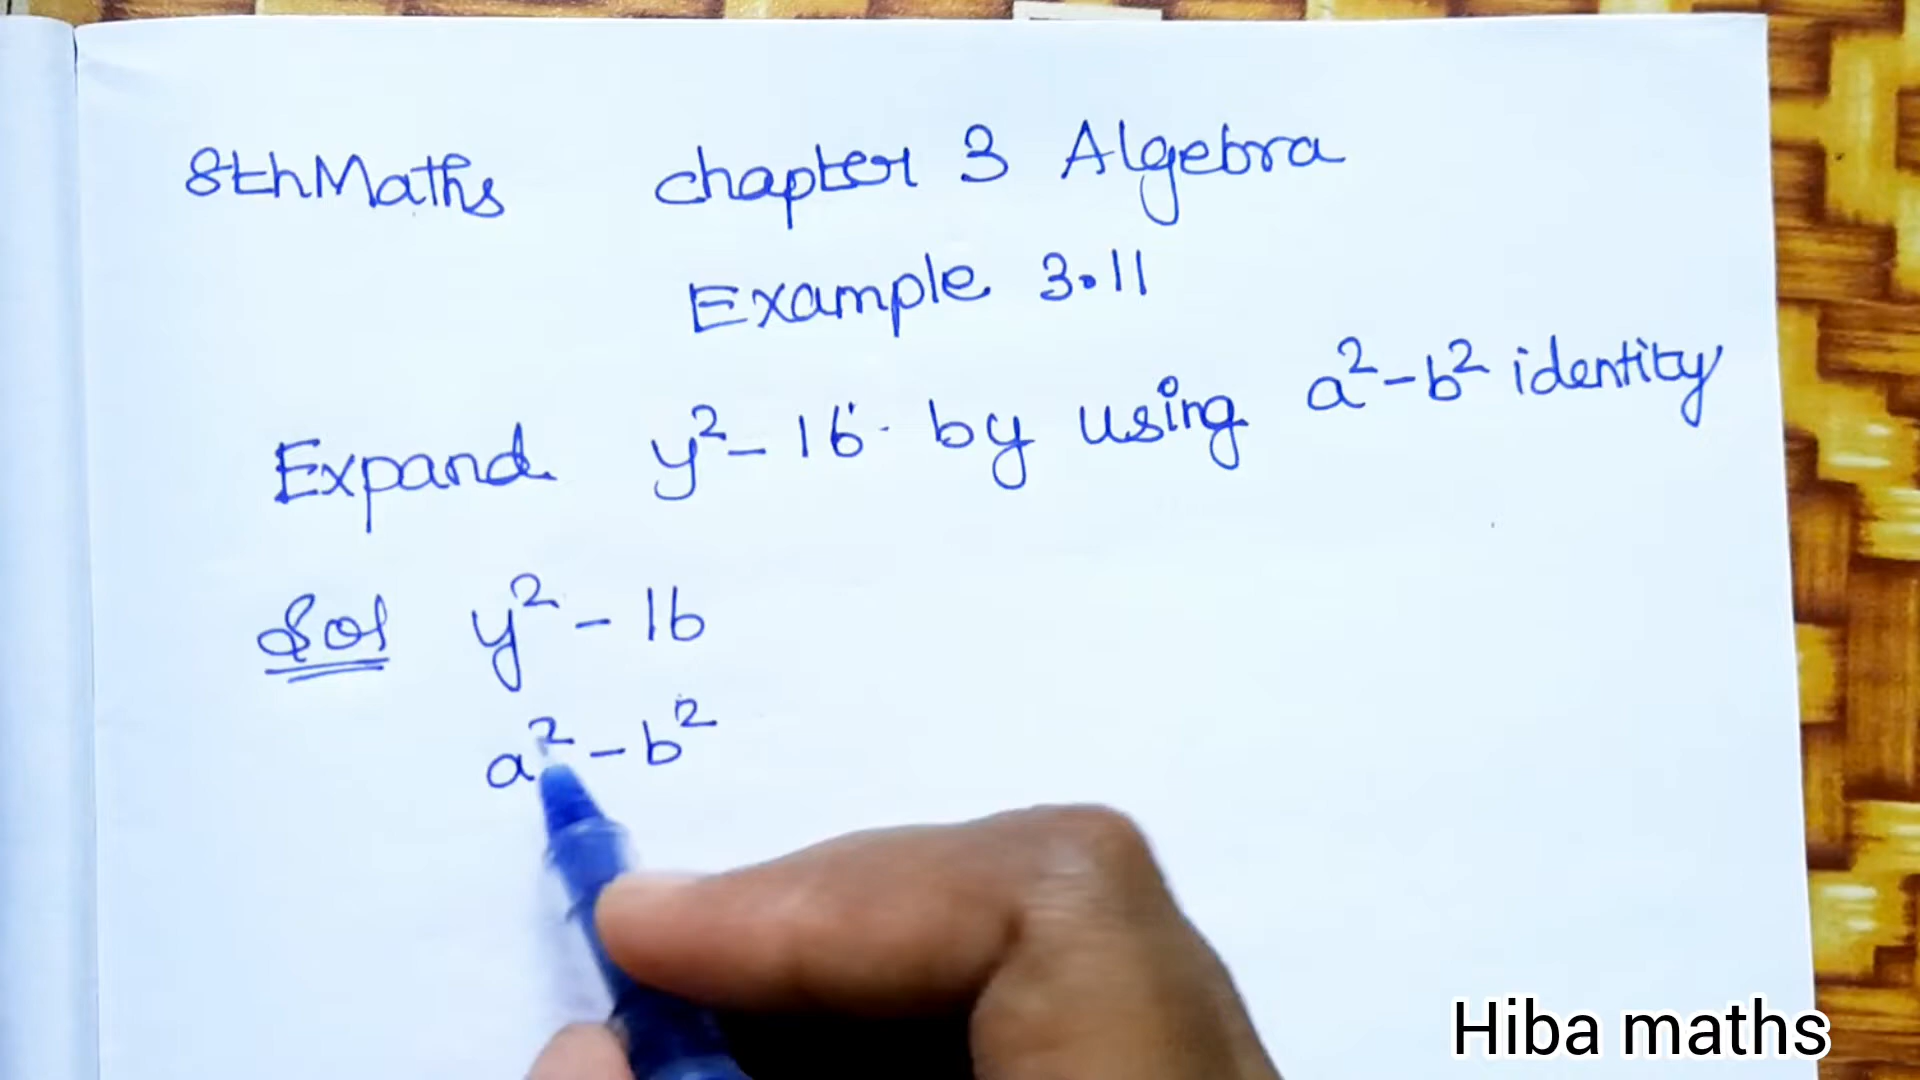 8thMaths chapter 3 Algebra
Example 3.11
Expand y² - 16 by using a² - b² identity
Sol y² - 16
a² - b²
Hiba maths